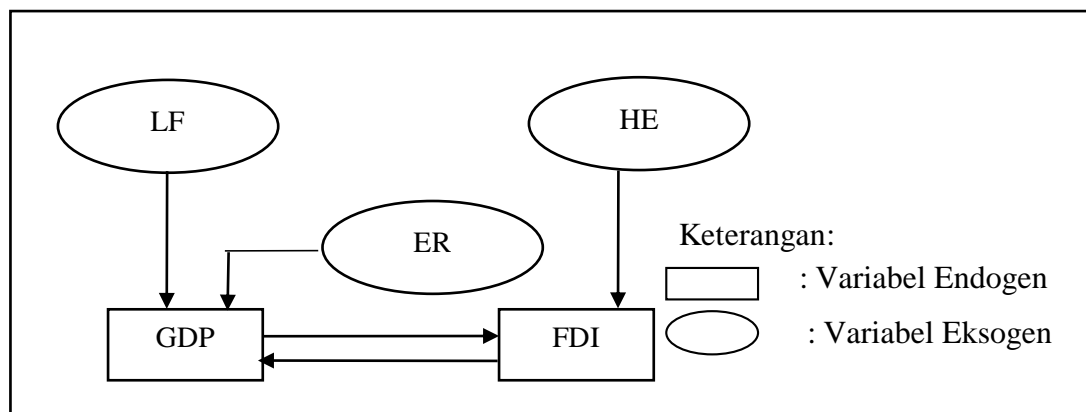 LF
HE
ER
Keterangan:
: Variabel Endogen
GDP
FDI
: Variabel Eksogen